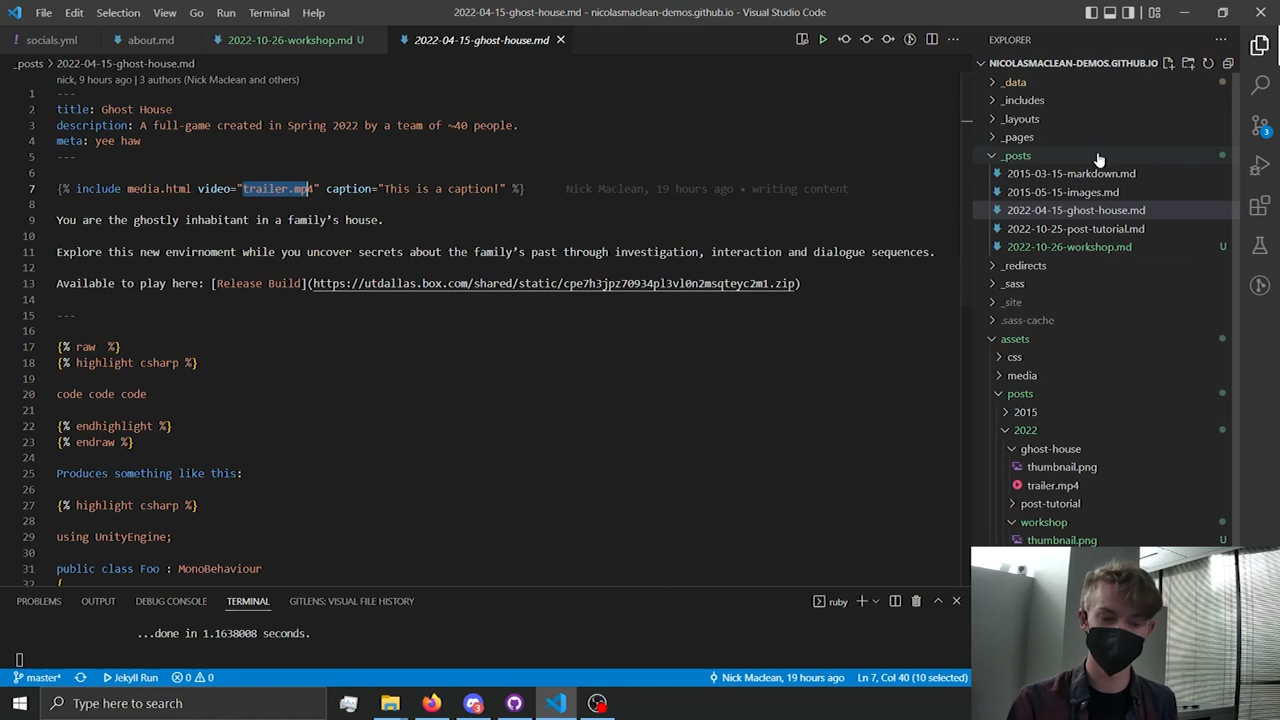 File Edit Selection View Go Run Terminal Help 2022-04-15-ghost-house.md - nicolasmaclean-demos.github.io - Visual Studio Code
socials.yml about.md 2022-10-26-workshop.md 2022-04-15-ghost-house.md
_posts > 2022-04-15-ghost-house.md
nick, 9 hours ago | 3 authors (Nick Maclean and others)
1 ---
2 title: Ghost House
3 description: A full-game created in Spring 2022 by a team of ~40 people.
4 meta: yee haw
5 ---
6
7 {% include media.html video="trailer.mp4" caption="This is a caption!" %} Nick Maclean, 19 hours ago • writing content
8
9 You are the ghostly inhabitant in a family’s house.
10
11 Explore this new envirnoment while you uncover secrets about the family’s past through investigation, interaction and dialogue sequences.
12
13 Available to play here: [Release Build](https://utdallas.box.com/shared/static/cpe7h3jpz70934pl3vl0n2msqteyc2m1.zip)
14
15 ---
16
17 {% raw %}
18 {% highlight csharp %}
19
20 code code code
21
22 {% endhighlight %}
23 {% endraw %}
24
25 Produces something like this:
26
27 {% highlight csharp %}
28
29 using UnityEngine;
30
31 public class Foo : MonoBehaviour
32 {
EXPLORER
NICOLASMACLEAN-DEMOS.GITHUB.IO
_data
_includes
_layouts
_pages
_posts
2015-03-15-markdown.md
2015-05-15-images.md
2022-04-15-ghost-house.md
2022-10-25-post-tutorial.md
2022-10-26-workshop.md U
_redirects
_sass
_site
.sass-cache
assets
css
media
posts
2015
2022
ghost-house
thumbnail.png
trailer.mp4
post-tutorial
workshop
thumbnail.png U
3
PROBLEMS OUTPUT DEBUG CONSOLE TERMINAL GITLENS: VISUAL FILE HISTORY ruby
...done in 1.1638008 seconds.
master* Jekyll Run 0 0 Nick Maclean, 19 hours ago Ln 7, Col 40 (10 selected)
Type here to search